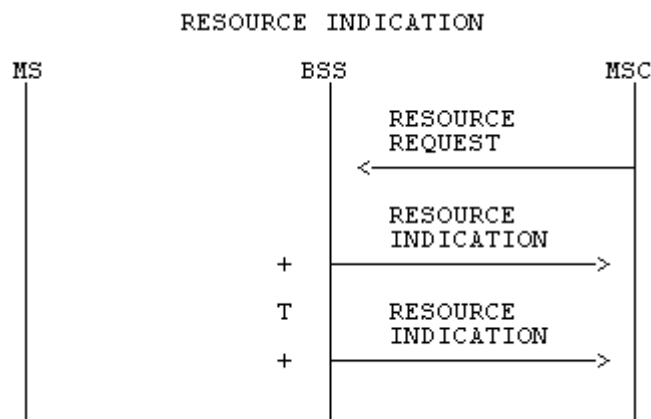 RESOURCE INDICATION
MS BSS MSC
RESOURCE
REQUEST
RESOURCE
INDICATION
+
T RESOURCE
INDICATION
+